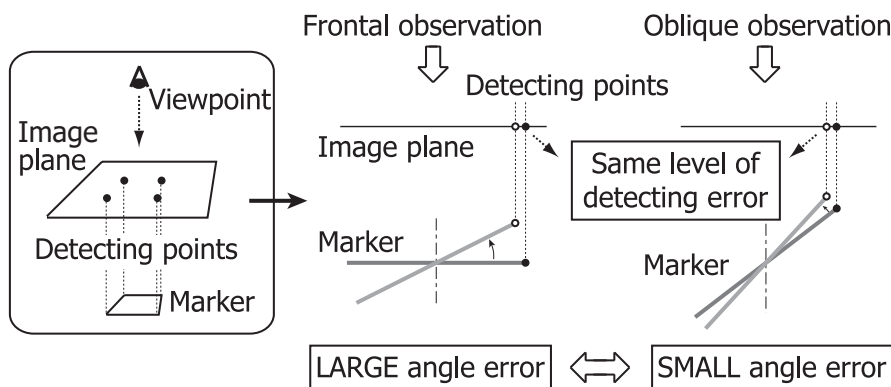 Frontal observation
Oblique observation
Viewpoint
Image
plane
Detecting points
Marker
Detecting points
Image plane
Same level of
detecting error
Marker
Marker
LARGE angle error
SMALL angle error